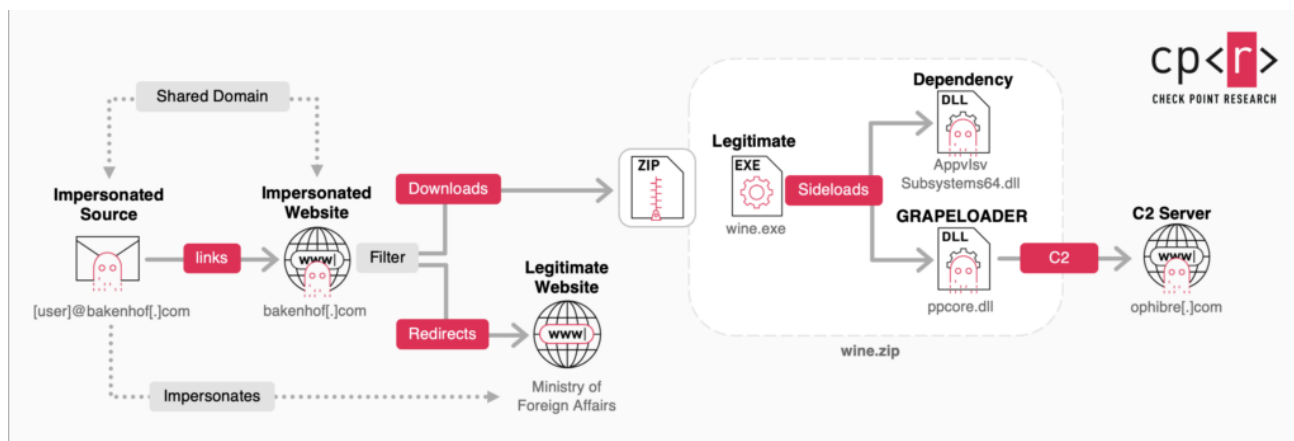 cp<r>
CHECK POINT RESEARCH
Shared Domain
Impersonated
Source
links
[user]@bakenhof[.]com
Impersonated
Website
www
bakenhof[.]com
Filter
Downloads
Redirects
Impersonates
Legitimate
Website
www
Ministry of
Foreign Affairs
ZIP
Legitimate
EXE
wine.exe
Sideloads
Dependency
DLL
AppvIsv
Subsystems64.dll
GRAPELOADER
DLL
ppcore.dll
wine.zip
C2
C2 Server
www
ophibre[.]com